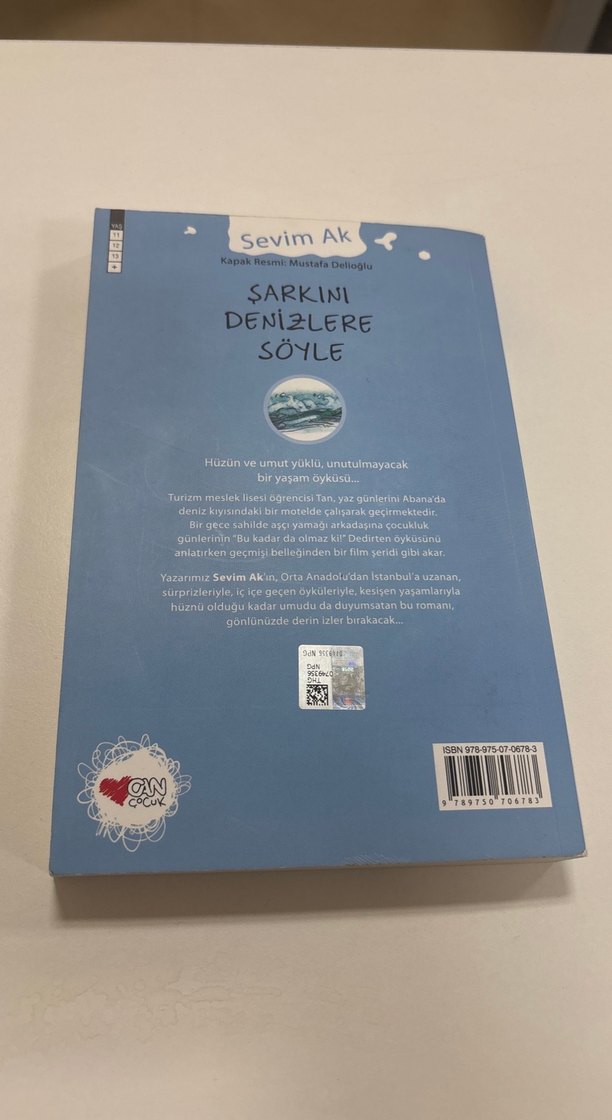 YAŞ
11
12
13
+
Sevim Ak
Kapak Resmi: Mustafa Delioğlu
ŞARKINI
DENİZLERE
SÖYLE
Hüzün ve umut yüklü, unutulmayacak
bir yaşam öyküsü...
Turizm meslek lisesi öğrencisi Tan, yaz günlerini Abana'da
deniz kıyısındaki bir motelde çalışarak geçirmektedir.
Bir gece sahilde aşçı yamağı arkadaşına çocukluk
günlerinin "Bu kadar da olmaz ki!" Dedirten öyküsünü
anlatırken geçmişi belleğinden bir film şeridi gibi akar.
Yazarımız Sevim Ak'ın, Orta Anadolu'dan İstanbul'a uzanan,
sürprizleriyle, iç içe geçen öyküleriyle, kesişen yaşamlarıyla
hüznü olduğu kadar umudu da duyumsatan bu romanı,
gönlünüzde derin izler bırakacak...
0749356 NPG
THG
0749356
NPG
CAN
ÇOCUK
ISBN 978-975-07-0678-3
9 789750 706783